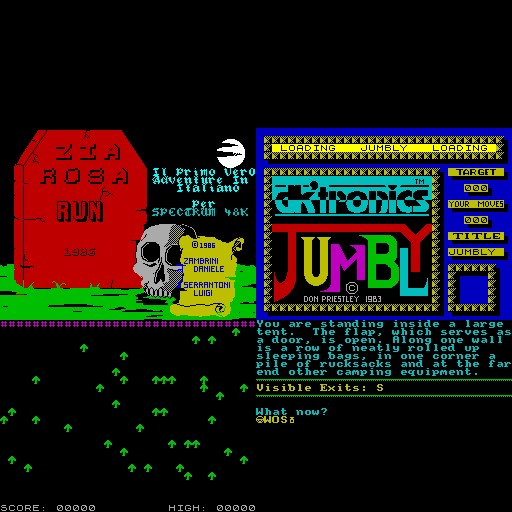 ZIA
ROSA
RUN
1985
Il Primo Vero
Adventure In
Italiano
Per
SPECTRUM 48K
©1986
ZAMBRINI
DANIELE
SERRANTONI
LUIGI
LOADING JUMBLY LOADING
dK'tronics™
JUMBLY
©
DON PRIESTLEY 1983
TARGET
000
YOUR MOVES
000
TITLE
JUMBLY
You are standing inside a large
tent. The flap, which serves as
a door, is open. Along one wall
is a row of neatly rolled up
sleeping bags, in one corner a
pile of rucksacks and at the far
end other camping equipment.
Visible Exits: S
What now?
@WOS
SCORE: 00000 HIGH: 00000